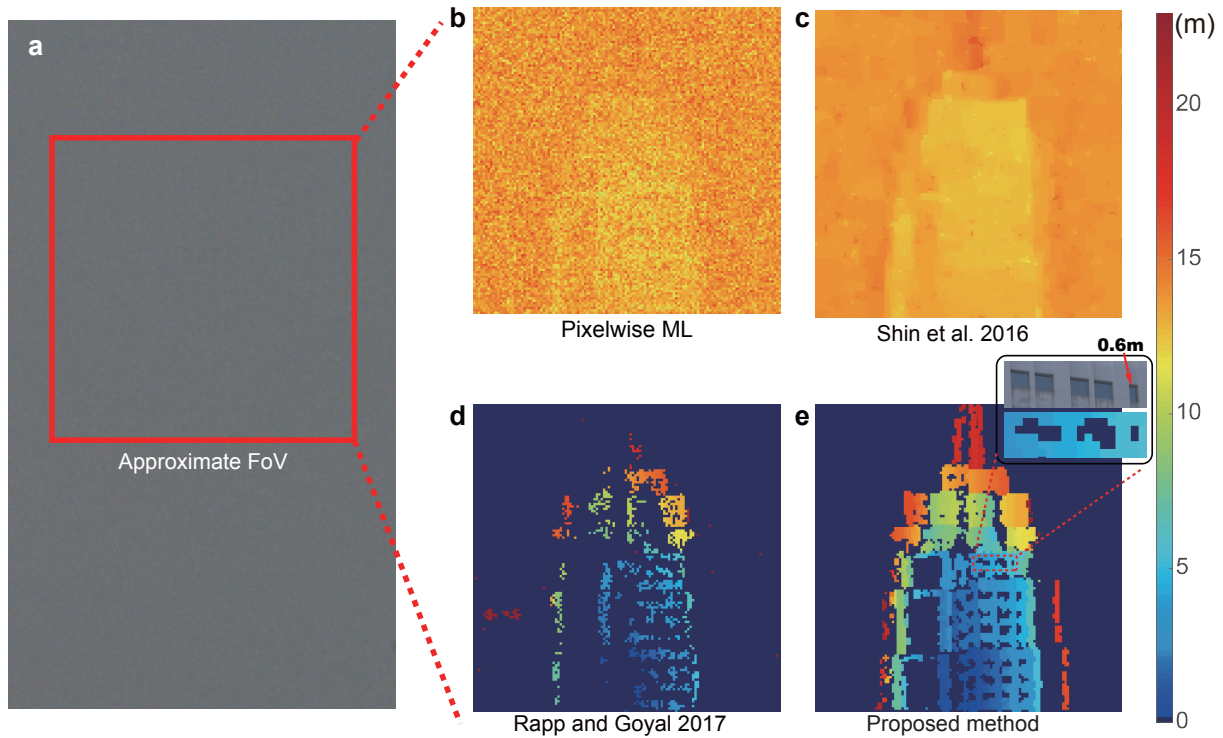 a
Approximate FoV
b
Pixelwise ML
c
Shin et al. 2016
(m)
20
15
10
5
0
0.6m
d
Rapp and Goyal 2017
e
Proposed method